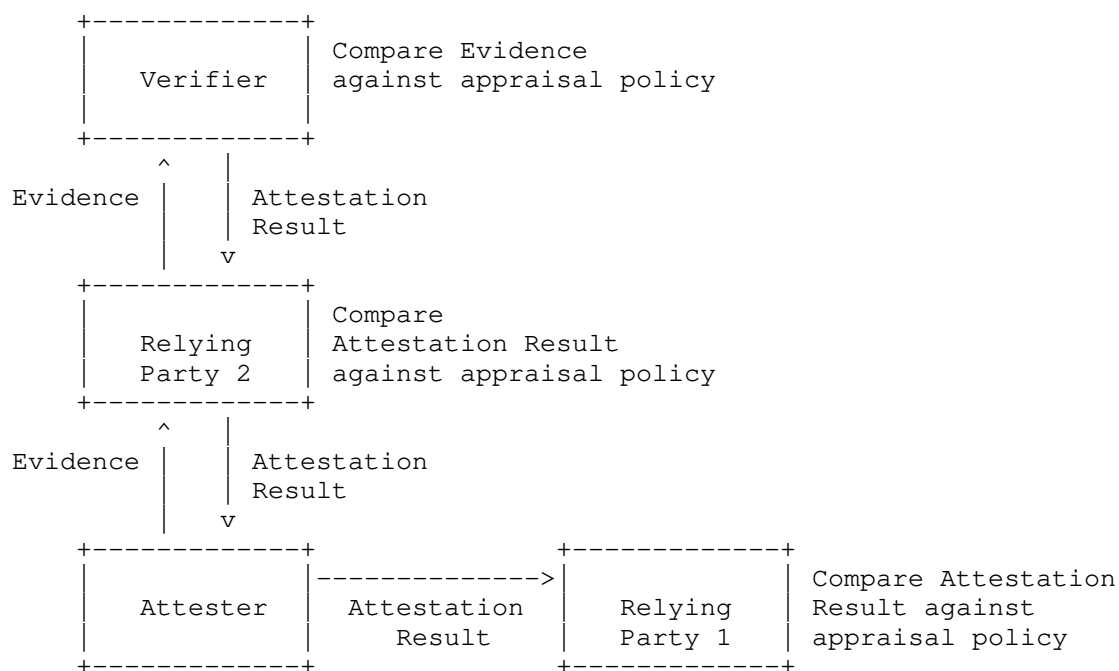 Compare Evidence
Verifier against appraisal policy
Evidence Attestation
Result
Compare
Relying Attestation Result
Party 2 against appraisal policy
Evidence Attestation
Result
Compare Attestation
Attester Attestation Relying Result against
Result Party 1 appraisal policy